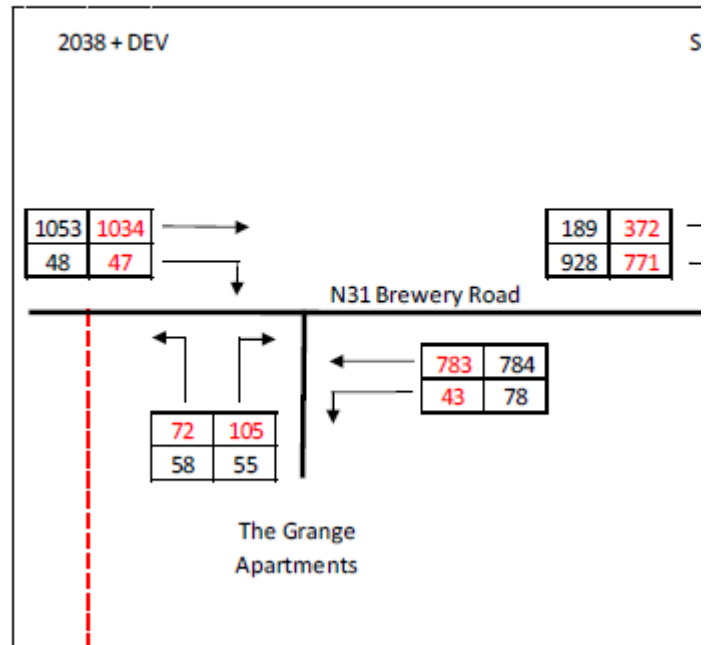 2038 + DEV S
1053 1034
48 47
189 372
928 771
N31 Brewery Road
783 784
43 78
72 105
58 55
The Grange
Apartments